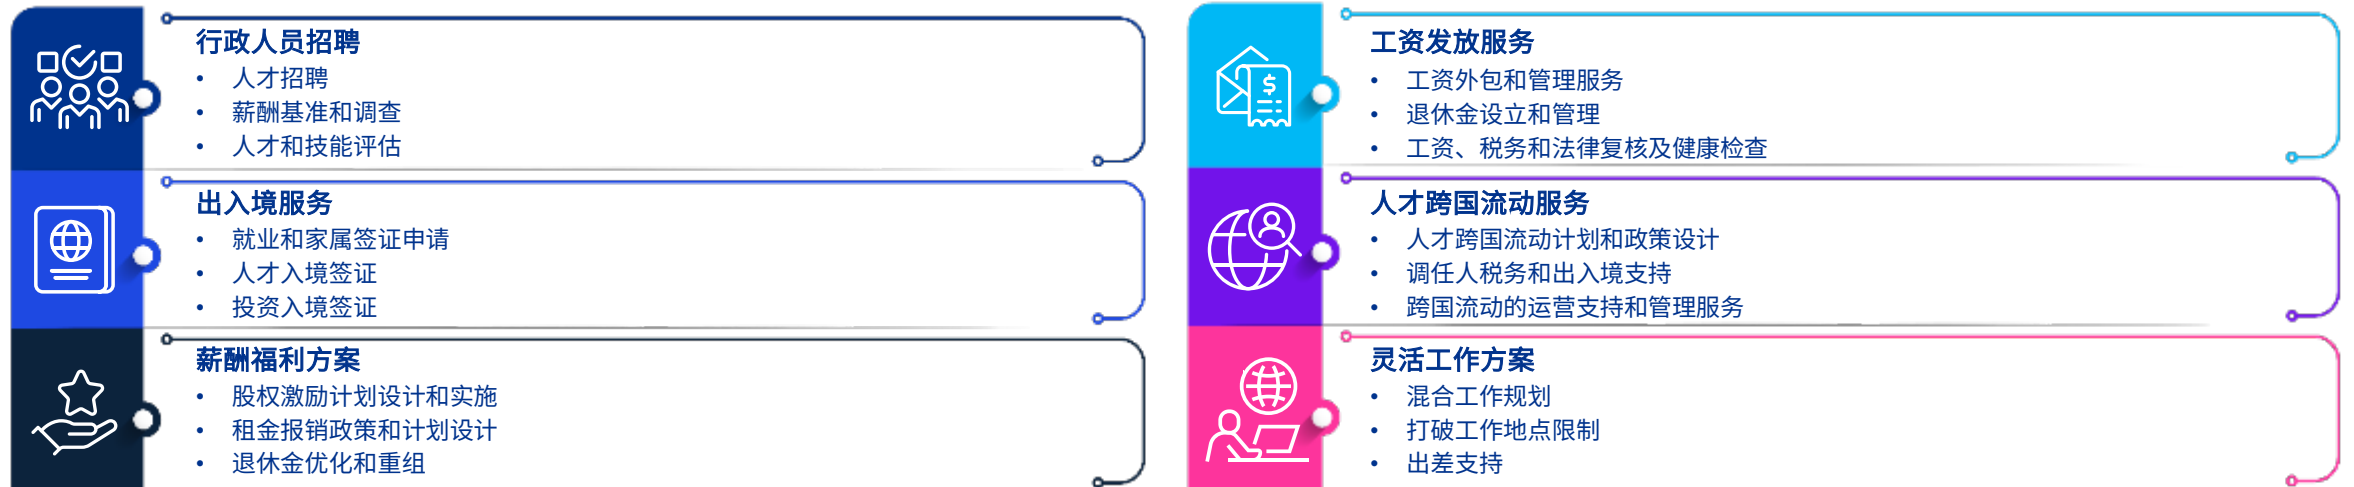 行政人员招聘
• 人才招聘
• 薪酬基准和调查
• 人才和技能评估
出入境服务
• 就业和家属签证申请
• 人才入境签证
• 投资入境签证
薪酬福利方案
• 股权激励计划设计和实施
• 租金报销政策和计划设计
• 退休金优化和重组
工资发放服务
• 工资外包和管理服务
• 退休金设立和管理
• 工资、税务和法律复核及健康检查
人才跨国流动服务
• 人才跨国流动计划和政策设计
• 调任人税务和出入境支持
• 跨国流动的运营支持和管理服务
灵活工作方案
• 混合工作规划
• 打破工作地点限制
• 出差支持